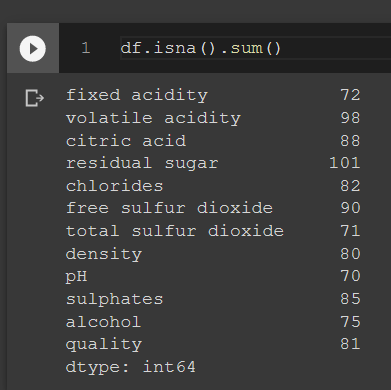 1 df.isna().sum()
fixed acidity 72
volatile acidity 98
citric acid 88
residual sugar 101
chlorides 82
free sulfur dioxide 90
total sulfur dioxide 71
density 80
pH 70
sulphates 85
alcohol 75
quality 81
dtype: int64